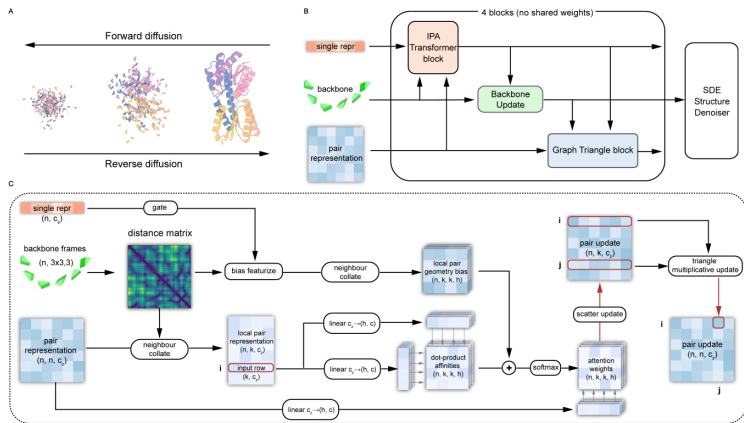 A
Forward diffusion
Reverse diffusion
B
4 blocks (no shared weights)
single repr
IPA
Transformer
block
backbone
Backbone
Update
pair
representation
Graph Triangle block
SDE
Structure
Denoiser
C
single repr
(n, c_s)
gate
backbone frames
(n, 3x3,3)
distance matrix
bias featurize
neighbour
collate
local pair
geometry bias
(n, k, k, h)
pair
representation
(n, n, c_z)
neighbour
collate
local pair
representation
(n, k, c_z)
i
input row
(k, c_z)
linear c_z→(h, c)
linear c_z→(h, c)
dot-product
affinities
(n, k, k, h)
+
softmax
attention
weights
(n, k, k, h)
linear c_z→(h, c)
scatter update
i
pair update
(n, k, c_z)
j
triangle
multiplicative update
i
pair update
(n, n, c_z)
j